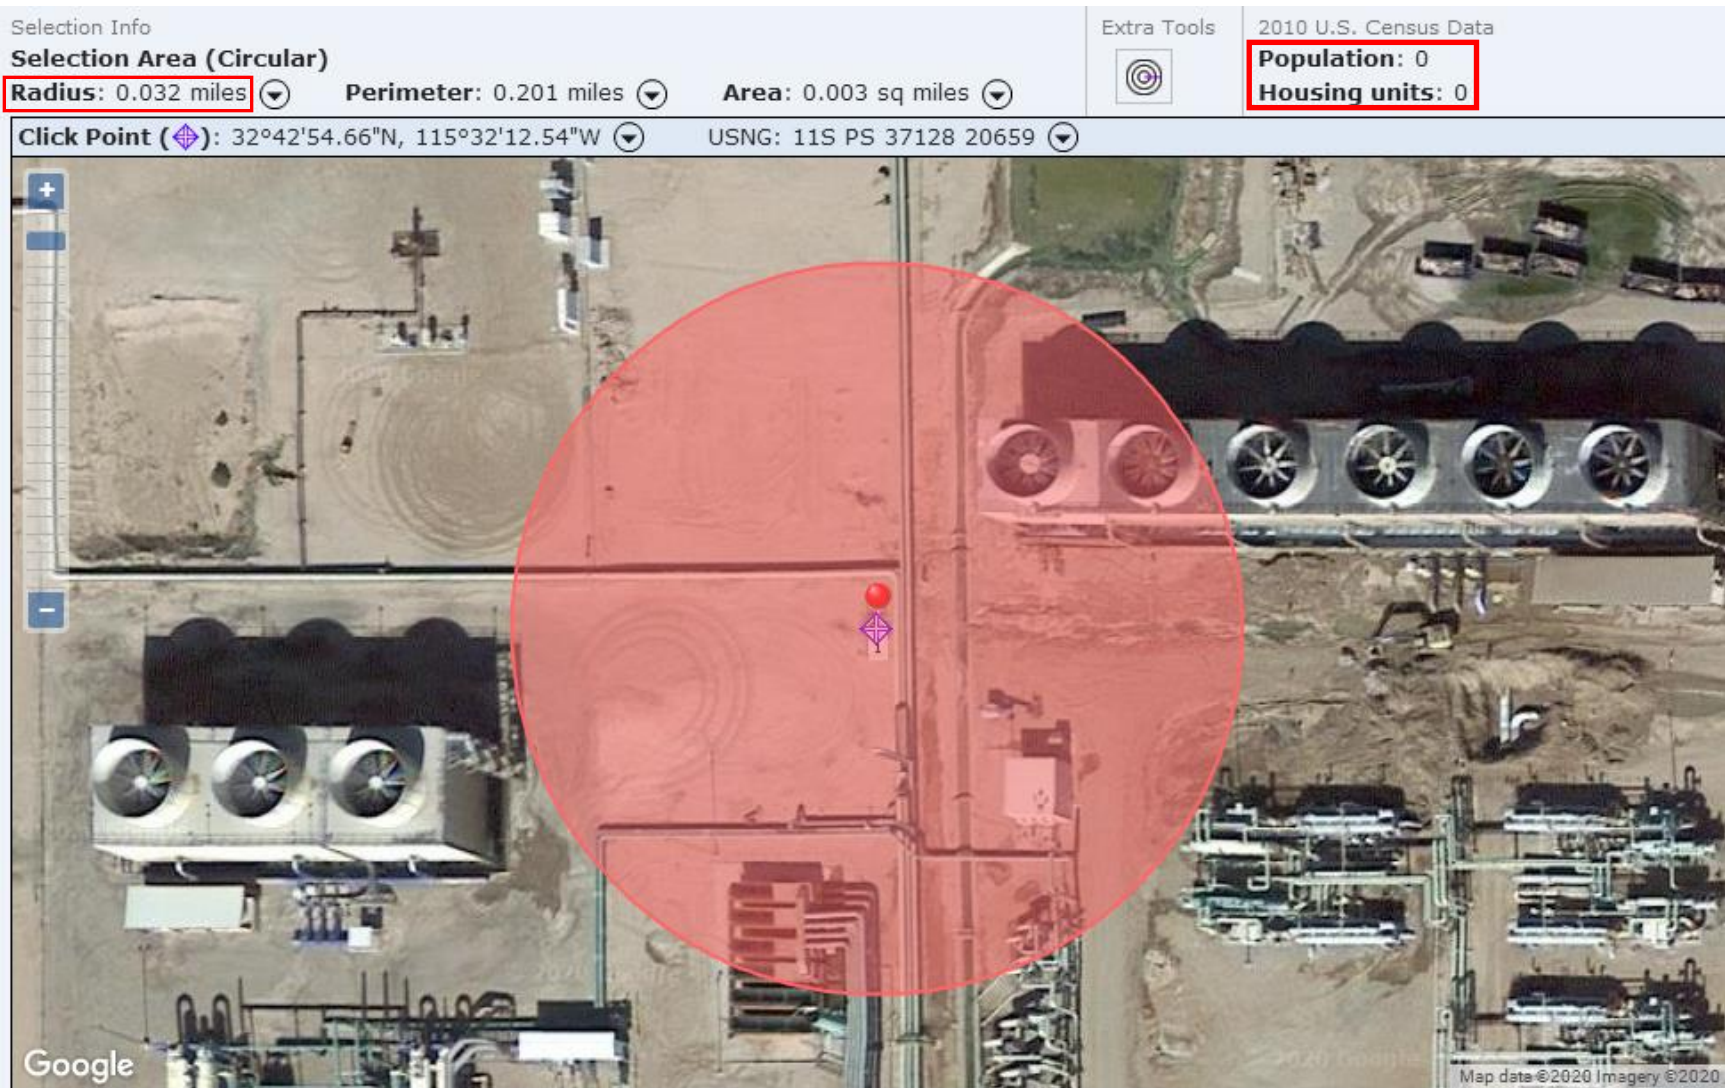 Selection Info
Selection Area (Circular)
Radius: 0.032 miles Perimeter: 0.201 miles Area: 0.003 sq miles
Extra Tools
2010 U.S. Census Data
Population: 0
Housing units: 0
Click Point ( ): 32°42'54.66"N, 115°32'12.54"W USNG: 11S PS 37128 20659
+
−
1
Google
Map data ©2020 Imagery ©2020